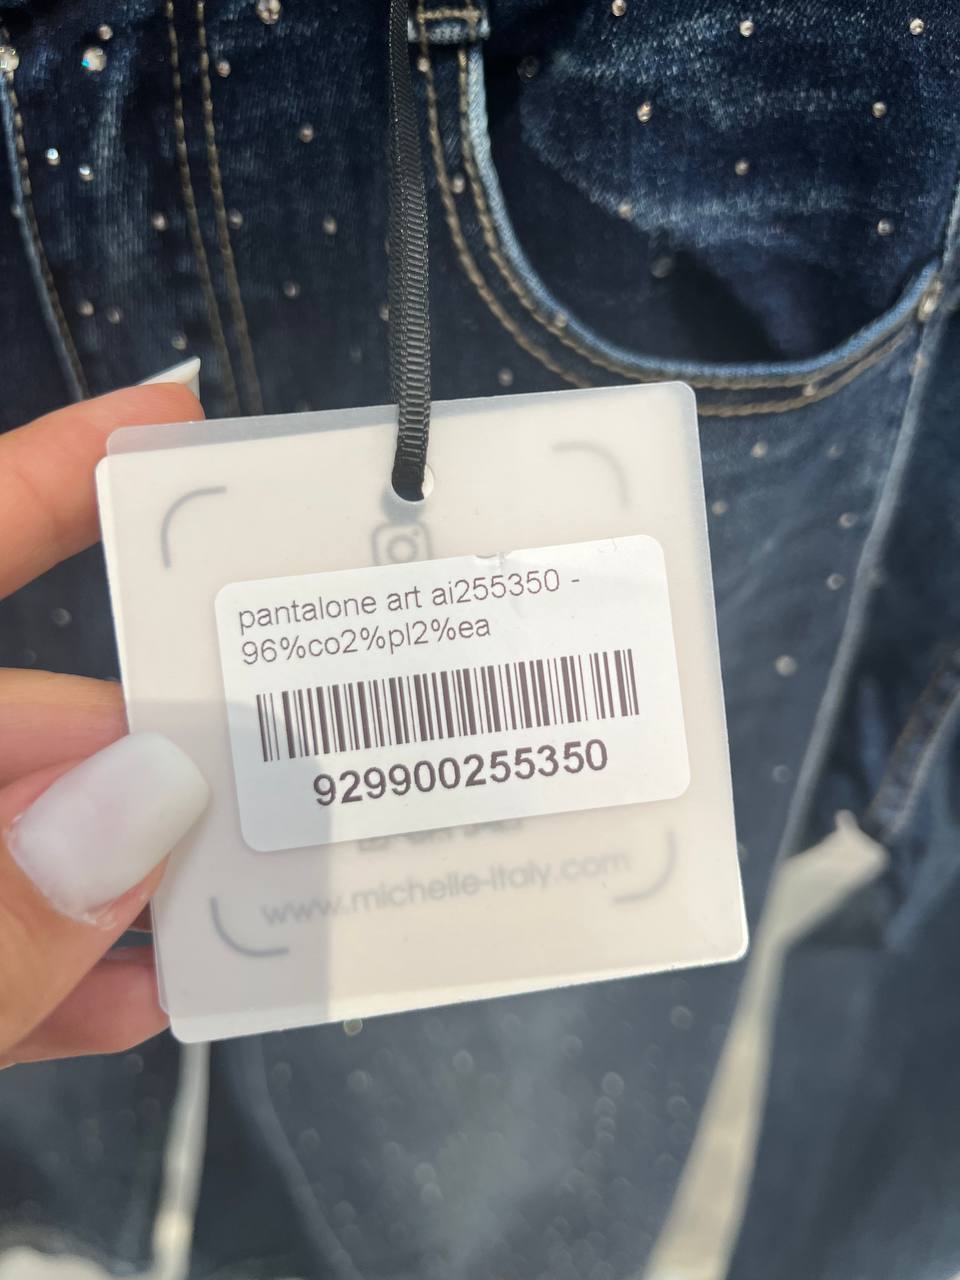 pantalone art ai255350 -
96%co2%pl2%ea
929900255350
www.michelle-italy.com